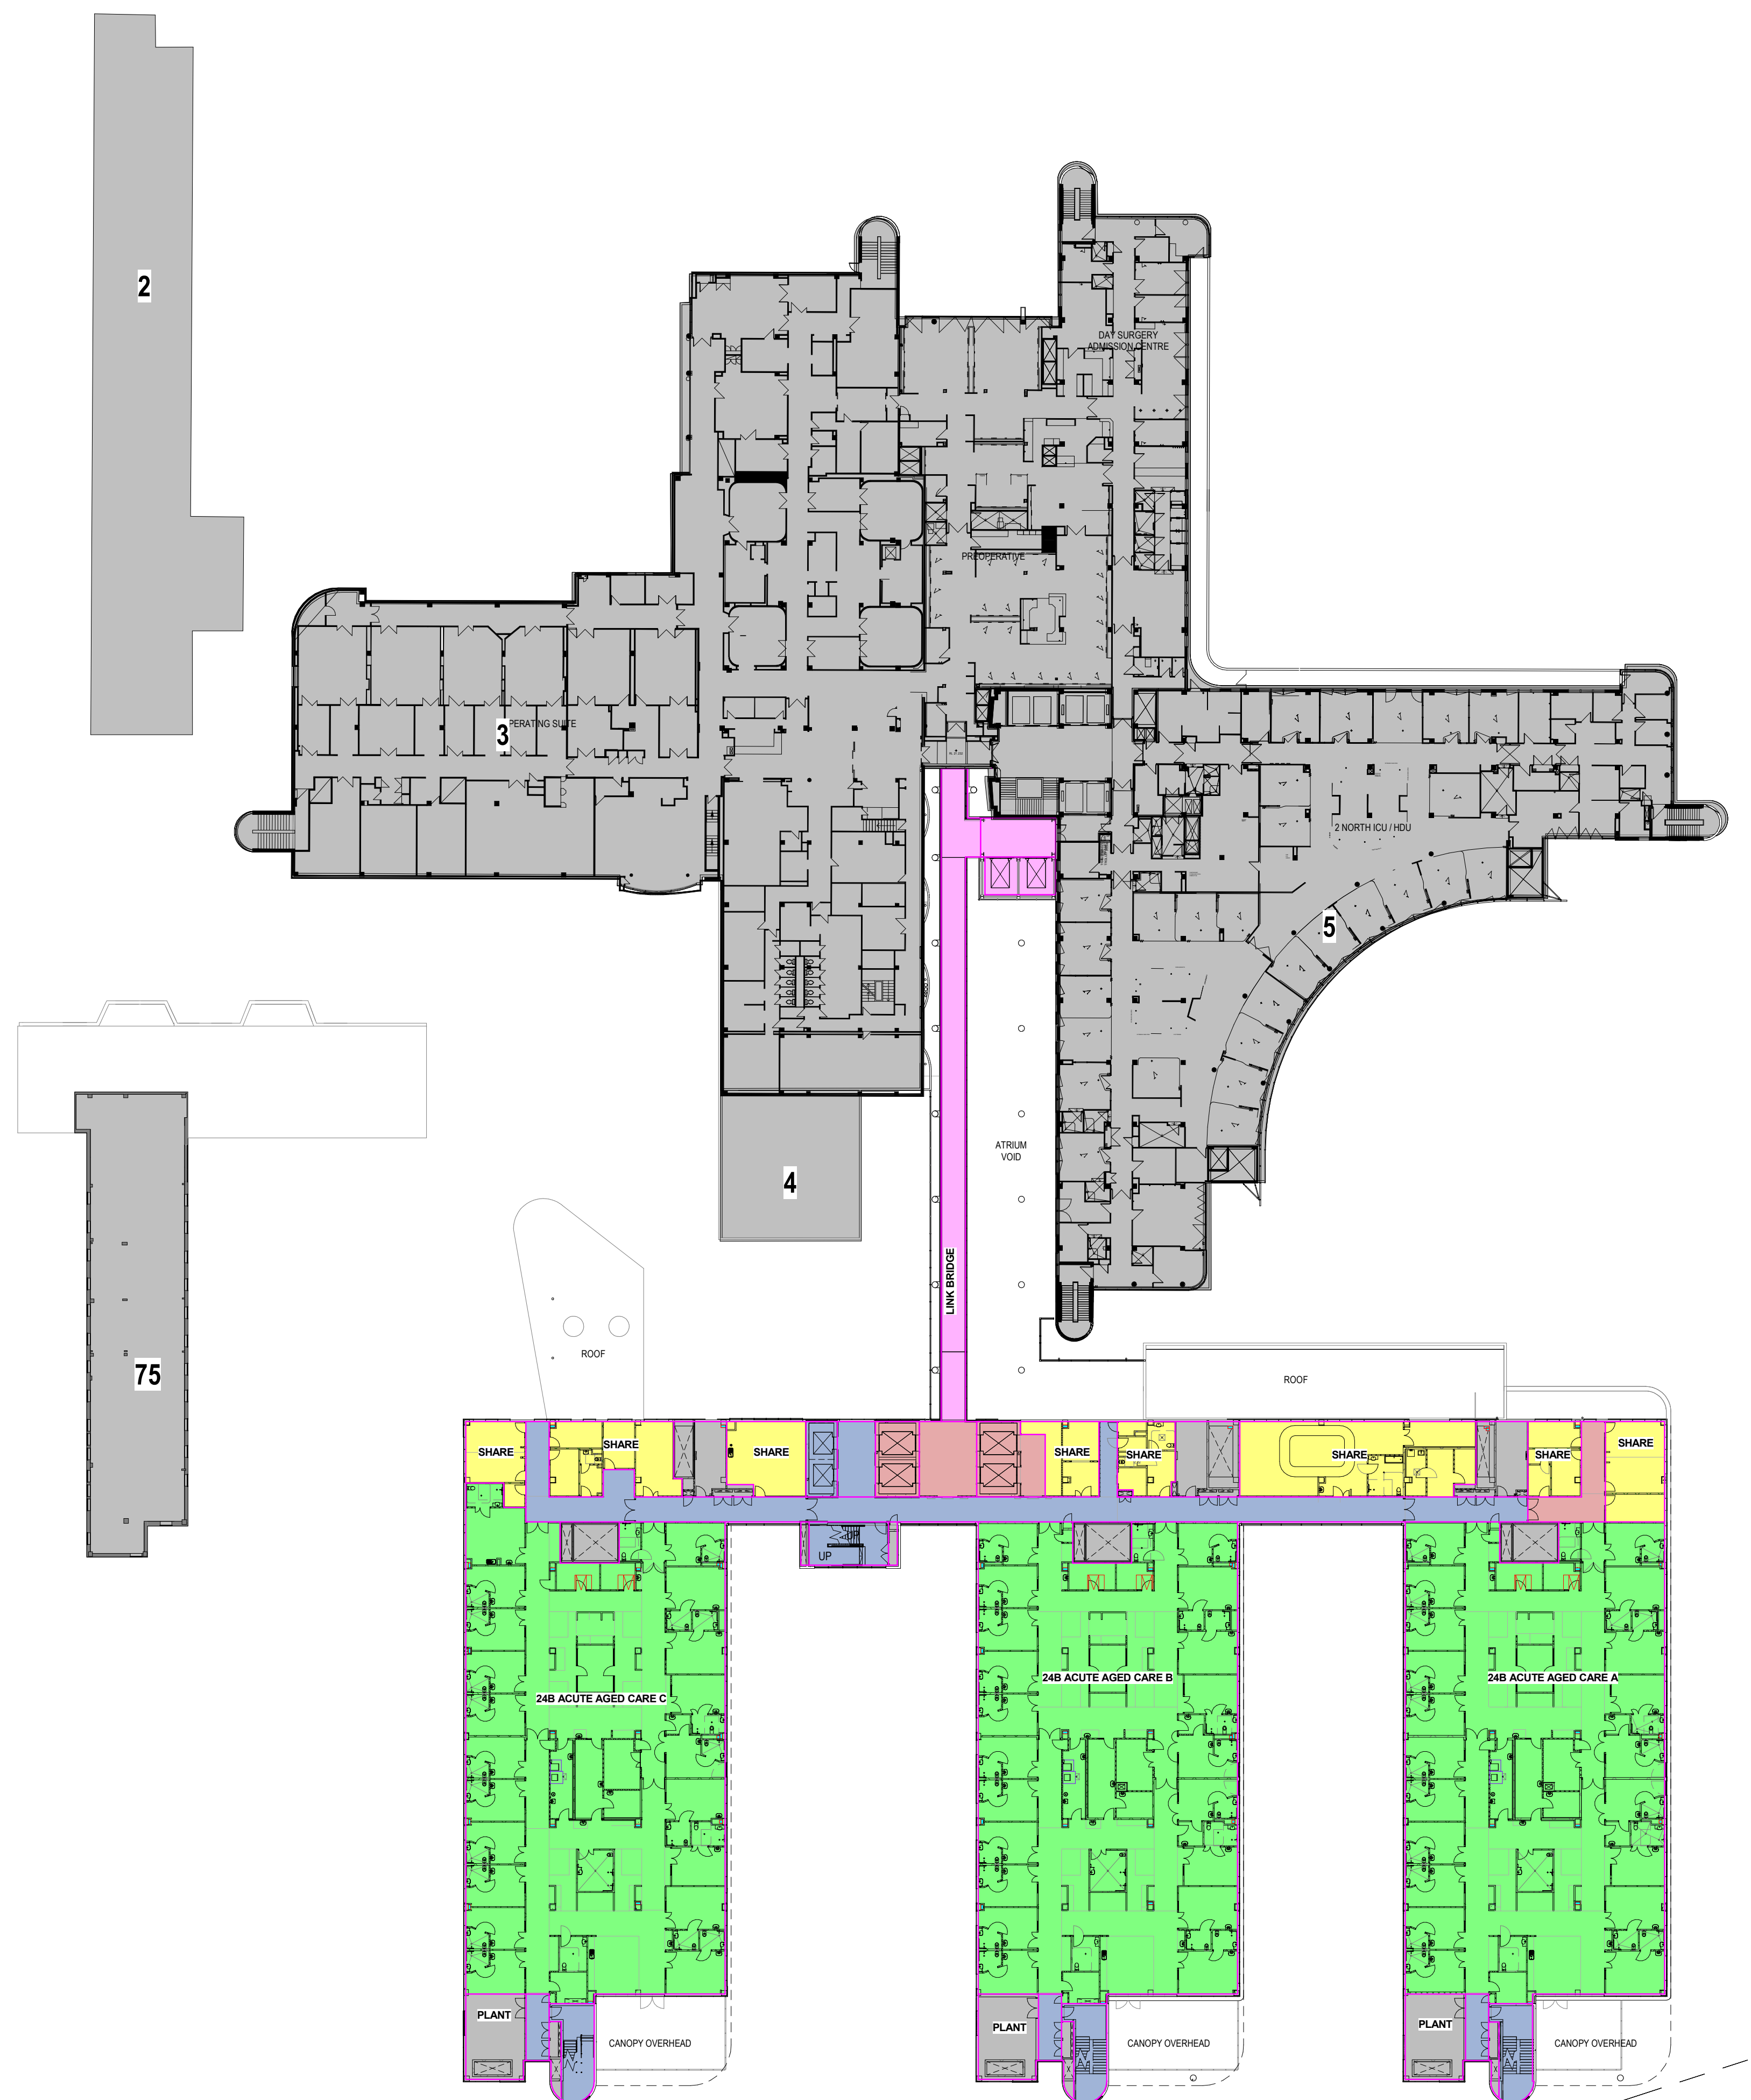 2
DAY SURGERY
ADMISSION CENTRE
PREOPERATIVE
3
PERATING SUITE
2 NORTH ICU / HDU
5
ATRIUM
VOID
4
LINK BRIDGE
ROOF
75
ROOF
SHARE
SHARE
SHARE
SHARE
SHARE
SHARE
SHARE
SHARE
UP
UP
24B ACUTE AGED CARE C
24B ACUTE AGED CARE B
24B ACUTE AGED CARE A
PLANT
PLANT
PLANT
CANOPY OVERHEAD
CANOPY OVERHEAD
CANOPY OVERHEAD